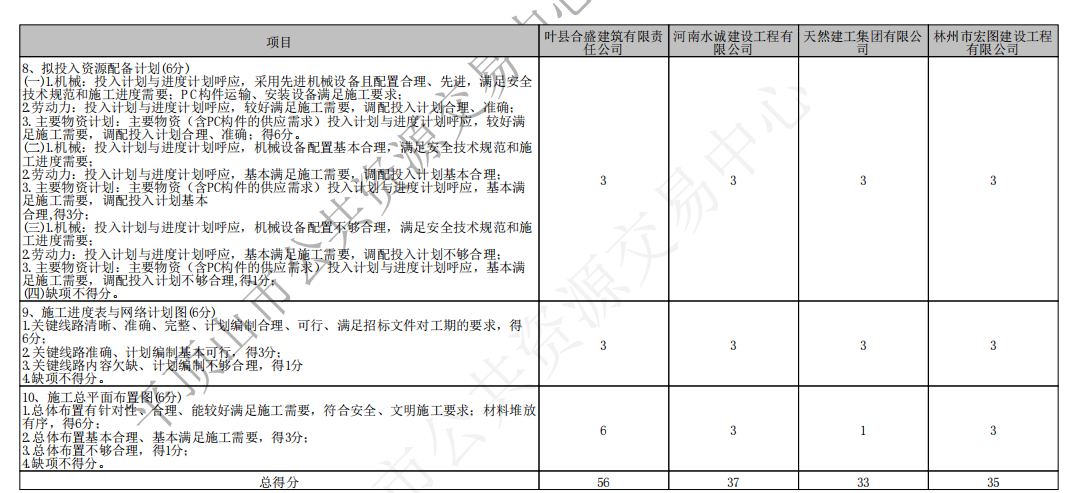 项目
叶县合盛建筑有限责任公司
河南水诚建设工程有限公司
天然建工集团有限公司
林州市宏图建设工程有限公司
8、拟投入资源配备计划(6分)
(一)1.机械：投入计划与进度计划呼应，采用先进机械设备且配置合理、先进，满足安全
技术规范和施工进度需要；PC构件运输、安装设备满足施工要求；
2.劳动力：投入计划与进度计划呼应，较好满足施工需要，调配投入计划合理、准确；
3.主要物资计划：主要物资（含PC构件的供应需求）投入计划与进度计划呼应，较好满
足施工需要，调配投入计划合理、准确；得6分。
(二)1.机械：投入计划与进度计划呼应，机械设备配置基本合理，满足安全技术规范和施
工进度需要；
2.劳动力：投入计划与进度计划呼应，基本满足施工需要，调配投入计划基本合理；
3.主要物资计划：主要物资（含PC构件的供应需求）投入计划与进度计划呼应，基本满
足施工需要，调配投入计划基本
合理,得3分；
(三)1.机械：投入计划与进度计划呼应，机械设备配置不够合理，满足安全技术规范和施
工进度需要；
2.劳动力：投入计划与进度计划呼应，基本满足施工需要，调配投入计划不够合理；
3.主要物资计划：主要物资（含PC构件的供应需求）投入计划与进度计划呼应，基本满
足施工需要，调配投入计划不够合理,得1分；
(四)缺项不得分。
3 3 3 3
9、施工进度表与网络计划图(6分)
1.关键线路清晰、准确、完整、计划编制合理、可行、满足招标文件对工期的要求，得
6分；
2.关键线路准确、计划编制基本可行，得3分；
3.关键线路内容欠缺、计划编制不够合理，得1分
4.缺项不得分。
3 3 3 3
10、施工总平面布置图(6分)
1.总体布置有针对性、合理、能较好满足施工需要，符合安全、文明施工要求；材料堆放
有序，得6分；
2.总体布置基本合理、基本满足施工需要，得3分；
3.总体布置不够合理，得1分；
4.缺项不得分。
6 3 1 3
总得分 56 37 33 35
平顶山市公共资源交易中心
市公共资源交易中心